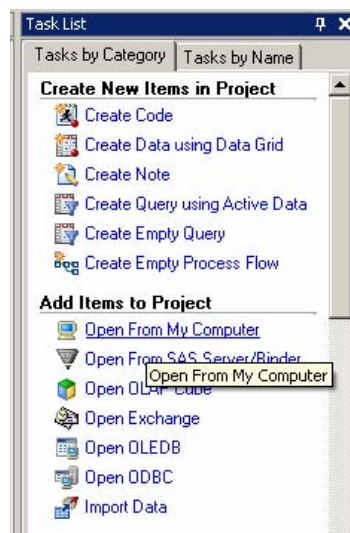 Task List
Tasks by Category
Tasks by Name
Create New Items in Project
Create Code
Create Data using Data Grid
Create Note
Create Query using Active Data
Create Empty Query
Create Empty Process Flow
Add Items to Project
Open From My Computer
Open From SAS Server/Binder
Open From My Computer
Open OLAP Cube
Open Exchange
Open OLEDB
Open ODBC
Import Data